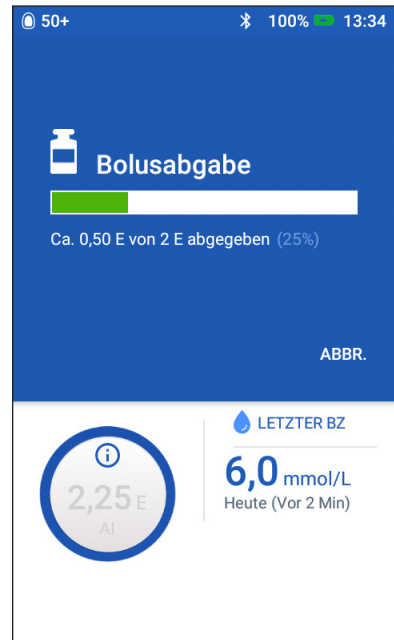 50+ 100% 13:34
Bolusabgabe
Ca. 0,50 E von 2 E abgegeben (25%)
ABBR.
LETZTER BZ
6,0 mmol/L
Heute (Vor 2 Min)
i
2,25 E
AI